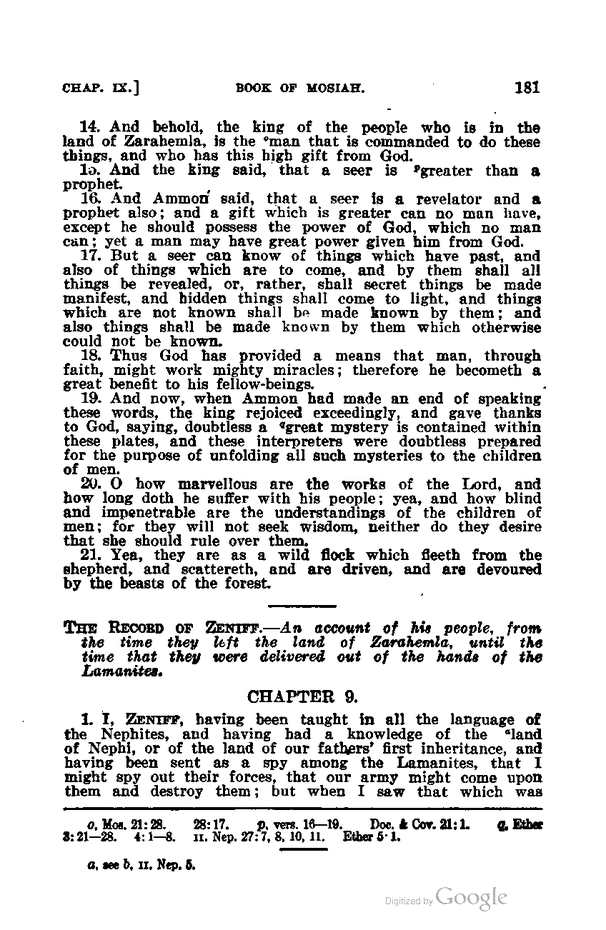 CHAP. IX.] BOOK OF MOSIAH. 181
14. And behold, the king of the people who is in the
land of Zarahemla, is the ᵒman that is commanded to do these
things, and who has this high gift from God.
15. And the king said, that a seer is ᵖgreater than a
prophet.
16. And Ammon said, that a seer is a revelator and a
prophet also; and a gift which is greater can no man have,
except he should possess the power of God, which no man
can; yet a man may have great power given him from God.
17. But a seer can know of things which have past, and
also of things which are to come, and by them shall all
things be revealed, or, rather, shall secret things be made
manifest, and hidden things shall come to light, and things
which are not known shall be made known by them; and
also things shall be made known by them which otherwise
could not be known.
18. Thus God has provided a means that man, through
faith, might work mighty miracles; therefore he becometh a
great benefit to his fellow-beings.
19. And now, when Ammon had made an end of speaking
these words, the king rejoiced exceedingly, and gave thanks
to God, saying, doubtless a ᑫgreat mystery is contained within
these plates, and these interpreters were doubtless prepared
for the purpose of unfolding all such mysteries to the children
of men.
20. O how marvellous are the works of the Lord, and
how long doth he suffer with his people; yea, and how blind
and impenetrable are the understandings of the children of
men; for they will not seek wisdom, neither do they desire
that she should rule over them.
21. Yea, they are as a wild flock which fleeth from the
shepherd, and scattereth, and are driven, and are devoured
by the beasts of the forest.
THE RECORD OF ZENIFF.—An account of his people, from
the time they left the land of Zarahemla, until the
time that they were delivered out of the hands of the
Lamanites.
CHAPTER 9.
1. I, ZENIFF, having been taught in all the language of
the Nephites, and having had a knowledge of the ᵃland
of Nephi, or of the land of our fathers' first inheritance, and
having been sent as a spy among the Lamanites, that I
might spy out their forces, that our army might come upon
them and destroy them; but when I saw that which was
o, Mos. 21:28. 28:17. p, vers. 16—19. Doc. & Cov. 21:1. q, Ether
3:21—28. 4:1—8. II. Nep. 27:7, 8, 10, 11. Ether 5:1.
a, see b, II. Nep. 5.
Digitized by Google